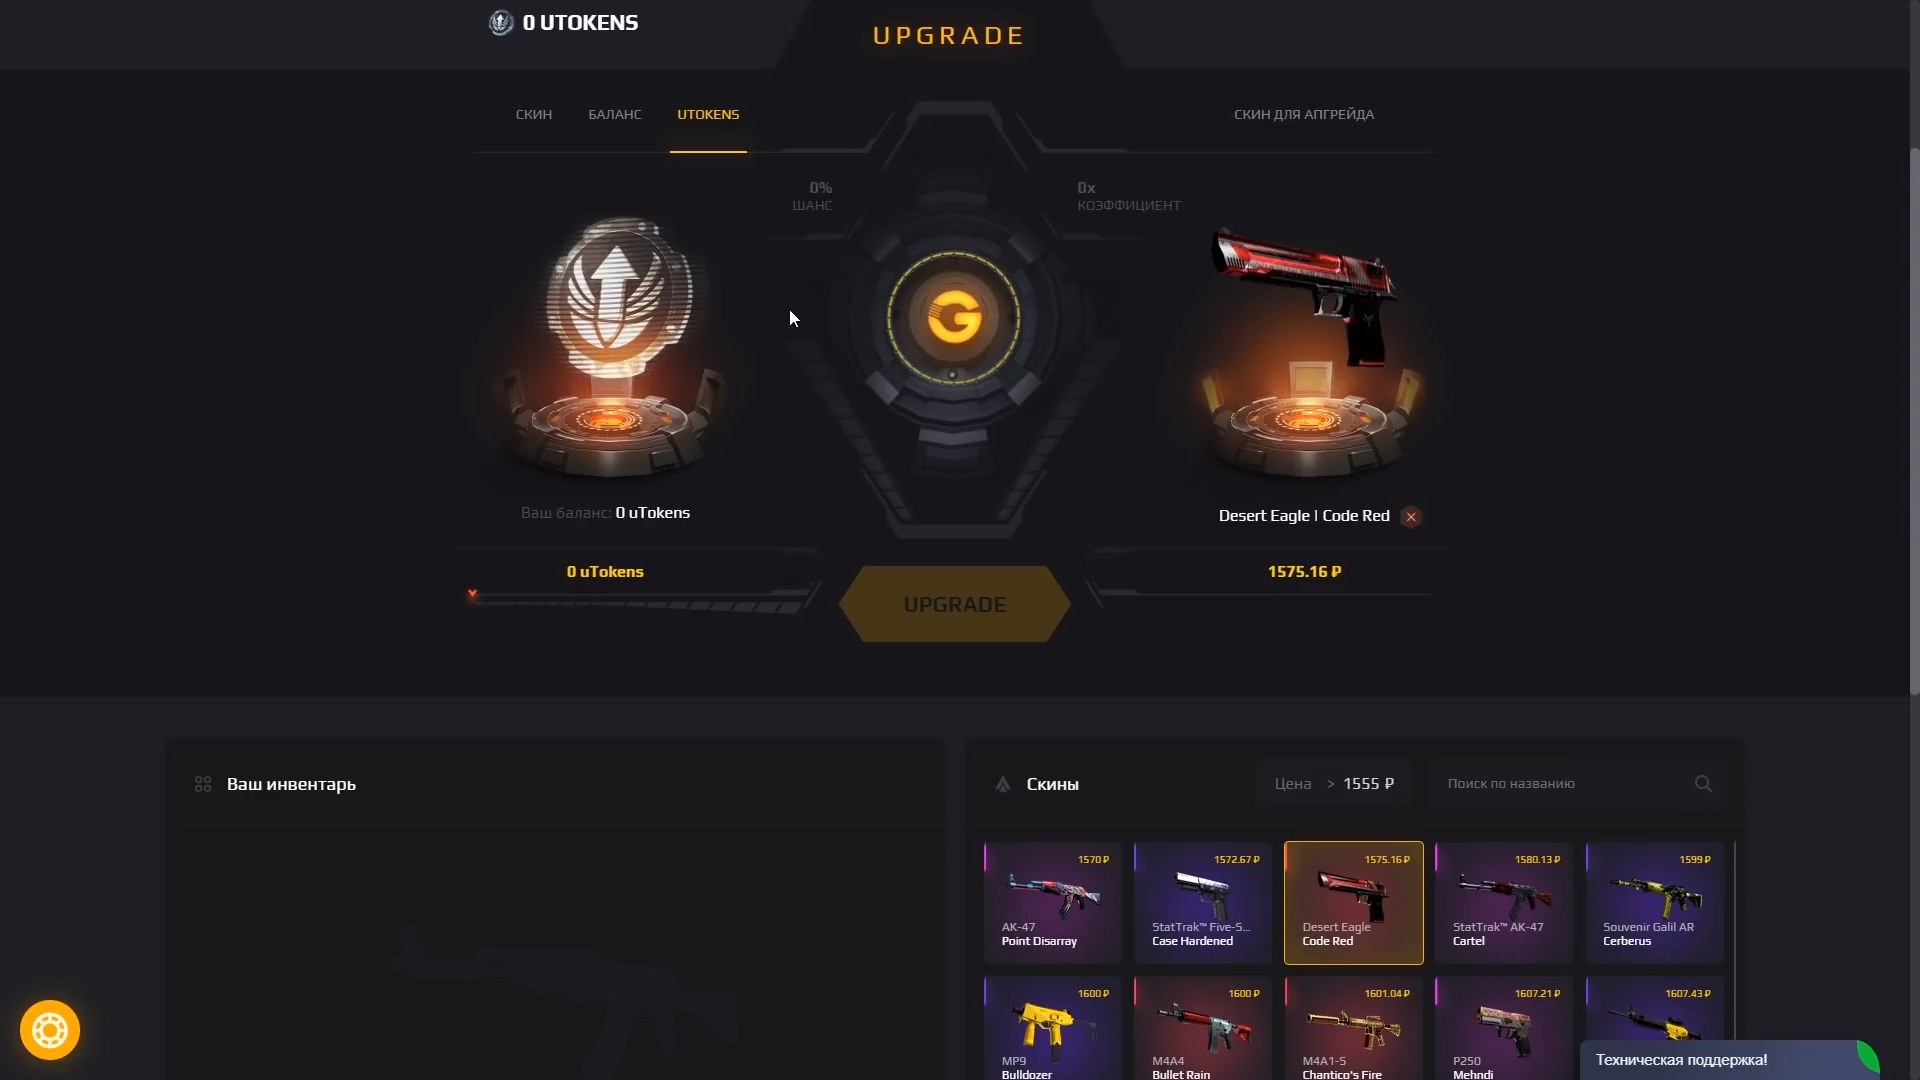 0 UTOKENS
UPGRADE
СКИН
БАЛАНС
UTOKENS
СКИН ДЛЯ АПГРЕЙДА
0%
ШАНС
0x
КОЭФФИЦИЕНТ
Ваш баланс: 0 uTokens
Desert Eagle | Code Red
0 uTokens
1575.16 ₽
UPGRADE
Ваш инвентарь
Скины
Цена > 1555 ₽
Поиск по названию
1570 ₽
AK-47
Point Disarray
1572.67 ₽
StatTrak™ Five-S...
Case Hardened
1575.16 ₽
Desert Eagle
Code Red
1580.13 ₽
StatTrak™ AK-47
Cartel
1599 ₽
Souvenir Galil AR
Cerberus
1600 ₽
MP9
Bulldozer
1600 ₽
M4A4
Bullet Rain
1601.04 ₽
M4A1-S
Chantico's Fire
1607.21 ₽
P250
Mehndi
1607.43 ₽
Техническая поддержка!